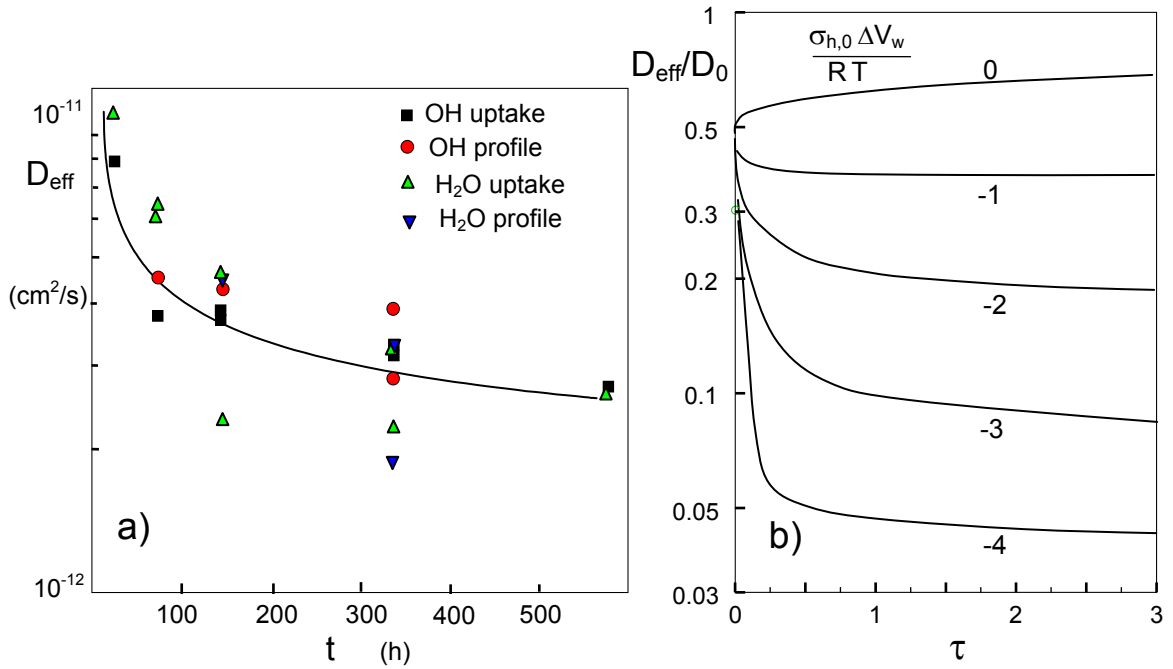 10⁻¹¹
D_eff
(cm²/s)
10⁻¹²
OH uptake
OH profile
H₂O uptake
H₂O profile
a)
100
200
300
400
500
t (h)
1
D_eff/D₀
0.5
0.3
0.2
0.1
0.05
0.03
σ_h,0 ΔV_w
RT
0
-1
-2
-3
-4
b)
0
1
2
3
τ